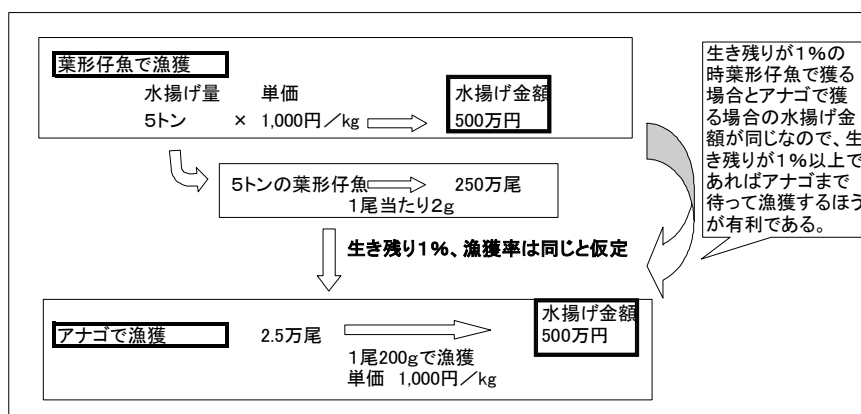 葉形仔魚で漁獲
水揚げ量 単価 水揚げ金額
5トン × 1,000円/kg 500万円
5トンの葉形仔魚 250万尾
1尾当たり2g
生き残り1%、漁獲率は同じと仮定
アナゴで漁獲 2.5万尾 水揚げ金額
500万円
1尾200gで漁獲
単価 1,000円/kg
生き残りが1%の
時葉形仔魚で獲る
場合とアナゴで獲
る場合の水揚げ金
額が同じなので、生
き残りが1%以上で
あればアナゴまで
待って漁獲するほう
が有利である。